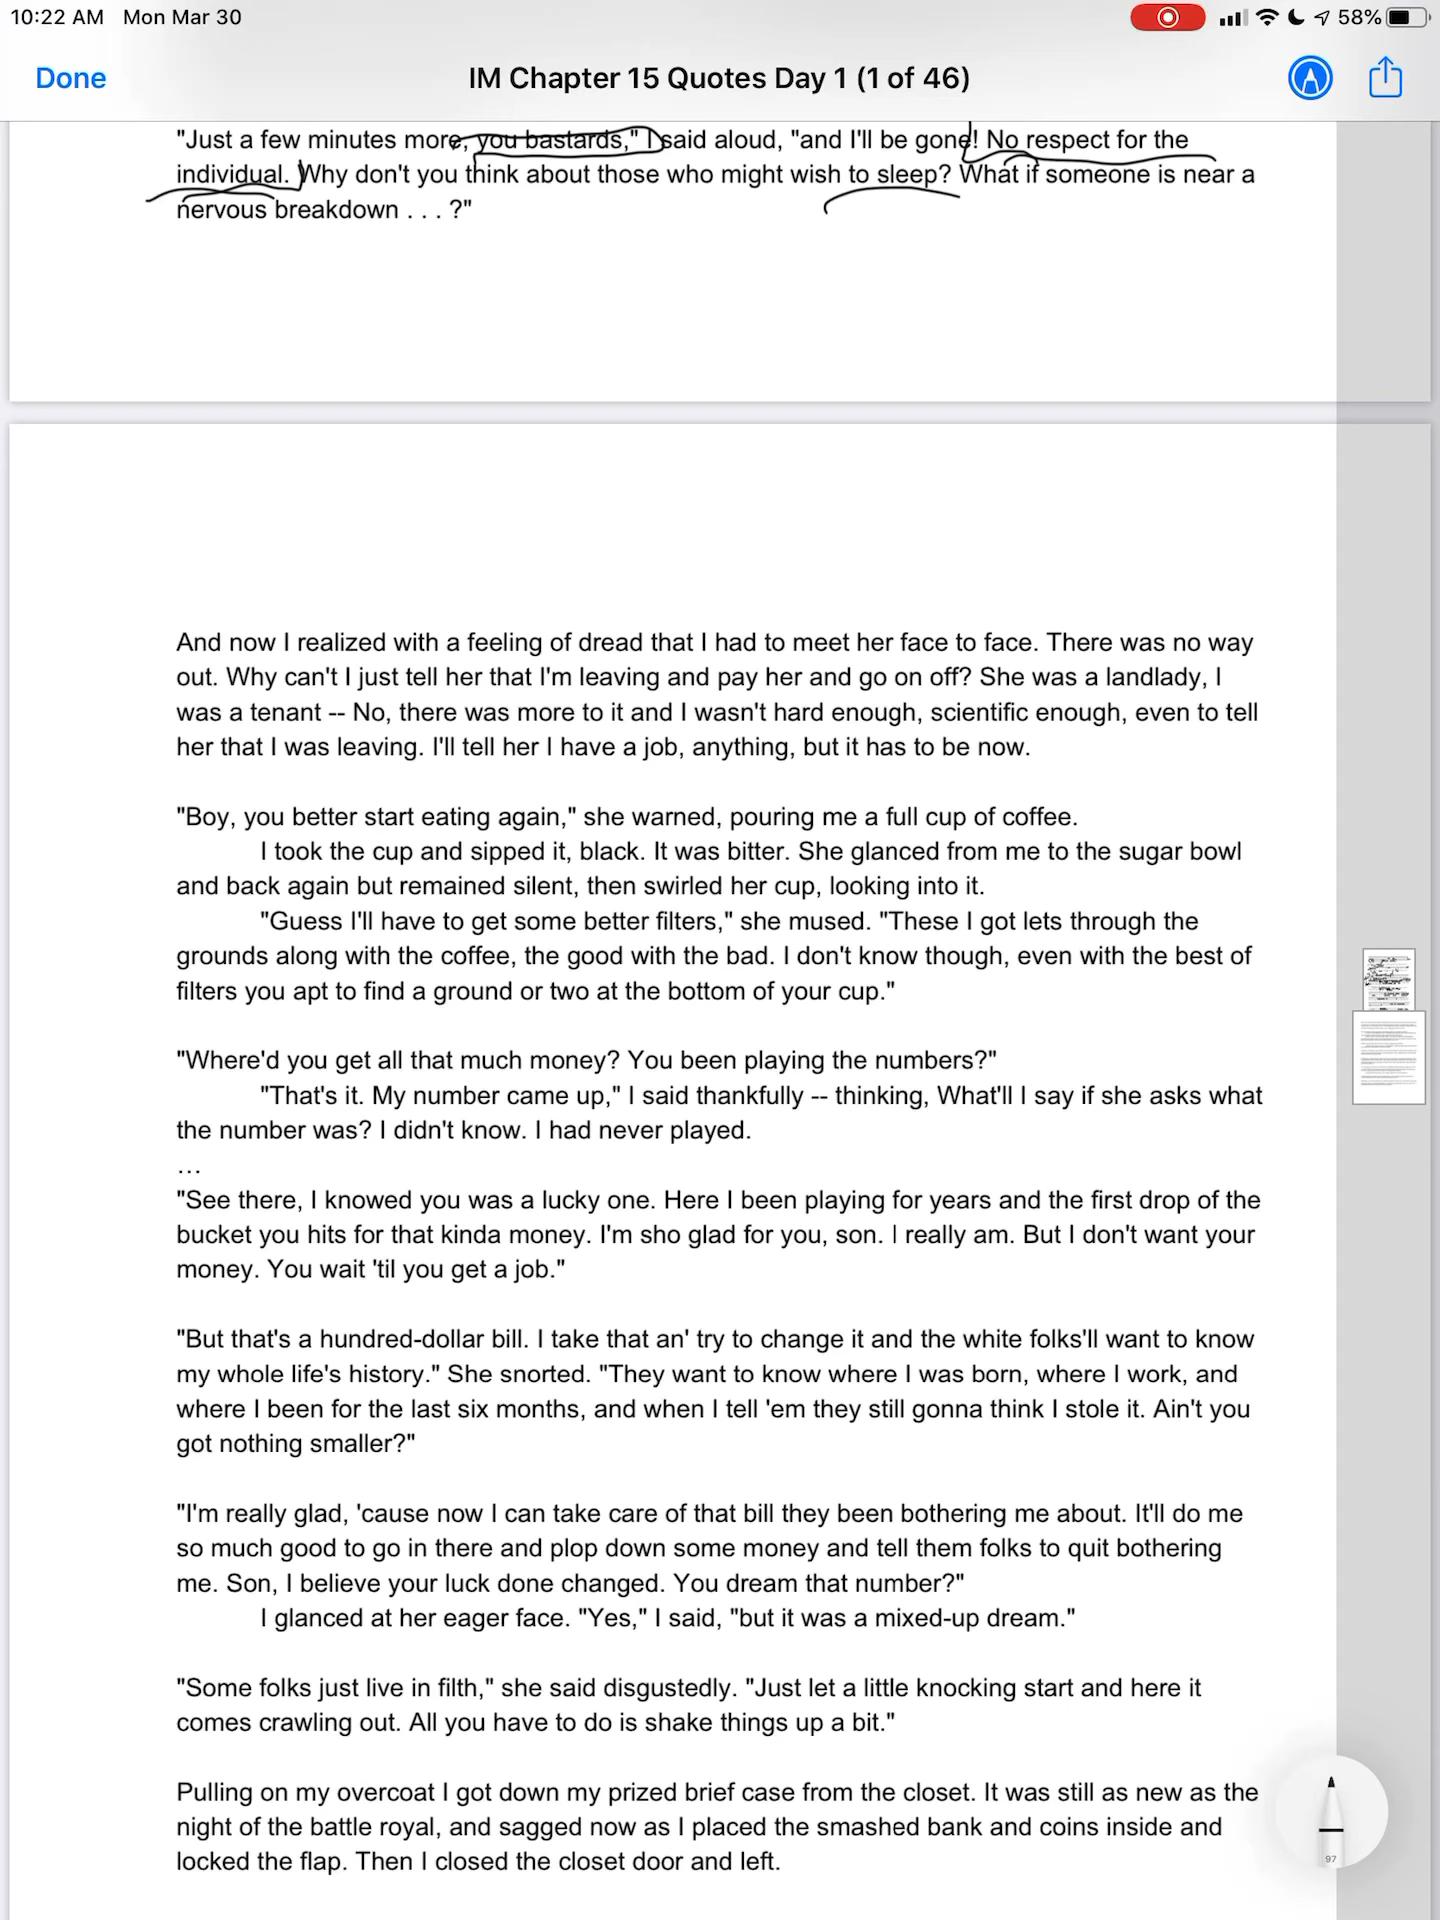 10:22 AM Mon Mar 30
58%
Done
IM Chapter 15 Quotes Day 1 (1 of 46)
"Just a few minutes more, you bastards," I said aloud, "and I'll be gone! No respect for the
individual. Why don't you think about those who might wish to sleep? What if someone is near a
nervous breakdown . . . ?"
And now I realized with a feeling of dread that I had to meet her face to face. There was no way
out. Why can't I just tell her that I'm leaving and pay her and go on off? She was a landlady, I
was a tenant -- No, there was more to it and I wasn't hard enough, scientific enough, even to tell
her that I was leaving. I'll tell her I have a job, anything, but it has to be now.
"Boy, you better start eating again," she warned, pouring me a full cup of coffee.
I took the cup and sipped it, black. It was bitter. She glanced from me to the sugar bowl
and back again but remained silent, then swirled her cup, looking into it.
"Guess I'll have to get some better filters," she mused. "These I got lets through the
grounds along with the coffee, the good with the bad. I don't know though, even with the best of
filters you apt to find a ground or two at the bottom of your cup."
"Where'd you get all that much money? You been playing the numbers?"
"That's it. My number came up," I said thankfully -- thinking, What'll I say if she asks what
the number was? I didn't know. I had never played.
...
"See there, I knowed you was a lucky one. Here I been playing for years and the first drop of the
bucket you hits for that kinda money. I'm sho glad for you, son. I really am. But I don't want your
money. You wait 'til you get a job."
"But that's a hundred-dollar bill. I take that an' try to change it and the white folks'll want to know
my whole life's history." She snorted. "They want to know where I was born, where I work, and
where I been for the last six months, and when I tell 'em they still gonna think I stole it. Ain't you
got nothing smaller?"
"I'm really glad, 'cause now I can take care of that bill they been bothering me about. It'll do me
so much good to go in there and plop down some money and tell them folks to quit bothering
me. Son, I believe your luck done changed. You dream that number?"
I glanced at her eager face. "Yes," I said, "but it was a mixed-up dream."
"Some folks just live in filth," she said disgustedly. "Just let a little knocking start and here it
comes crawling out. All you have to do is shake things up a bit."
Pulling on my overcoat I got down my prized brief case from the closet. It was still as new as the
night of the battle royal, and sagged now as I placed the smashed bank and coins inside and
locked the flap. Then I closed the closet door and left.
97